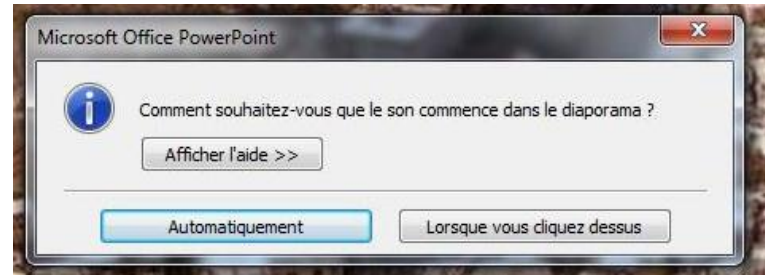 Microsoft Office PowerPoint
Comment souhaitez-vous que le son commence dans le diaporama ?
Afficher l'aide >>
Automatiquement
Lorsque vous cliquez dessus